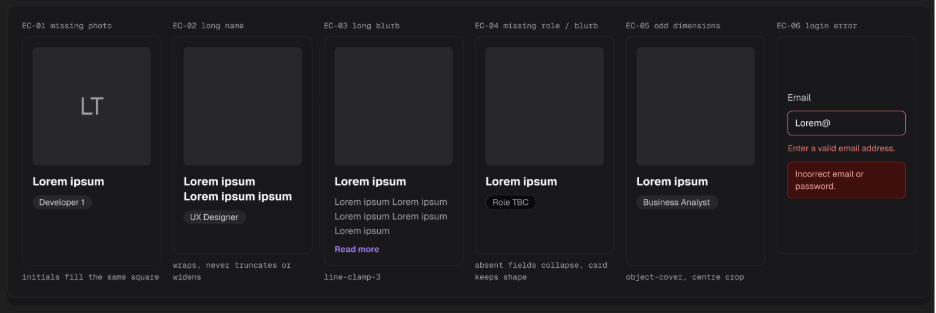 EC-01 missing photo
LT
Lorem ipsum
Developer 1
initials fill the same square
EC-02 long name
Lorem ipsum
Lorem ipsum ipsum
UX Designer
wraps, never truncates or
widens
EC-03 long blurb
Lorem ipsum
Lorem ipsum Lorem ipsum
Lorem ipsum Lorem ipsum
Lorem ipsum
Read more
line-clamp-3
EC-04 missing role / blurb
Lorem ipsum
Role TBC
absent fields collapse, card
keeps shape
EC-05 odd dimensions
Lorem ipsum
Business Analyst
object-cover, centre crop
EC-06 login error
Email
Lorem@
Enter a valid email address.
Incorrect email or
password.